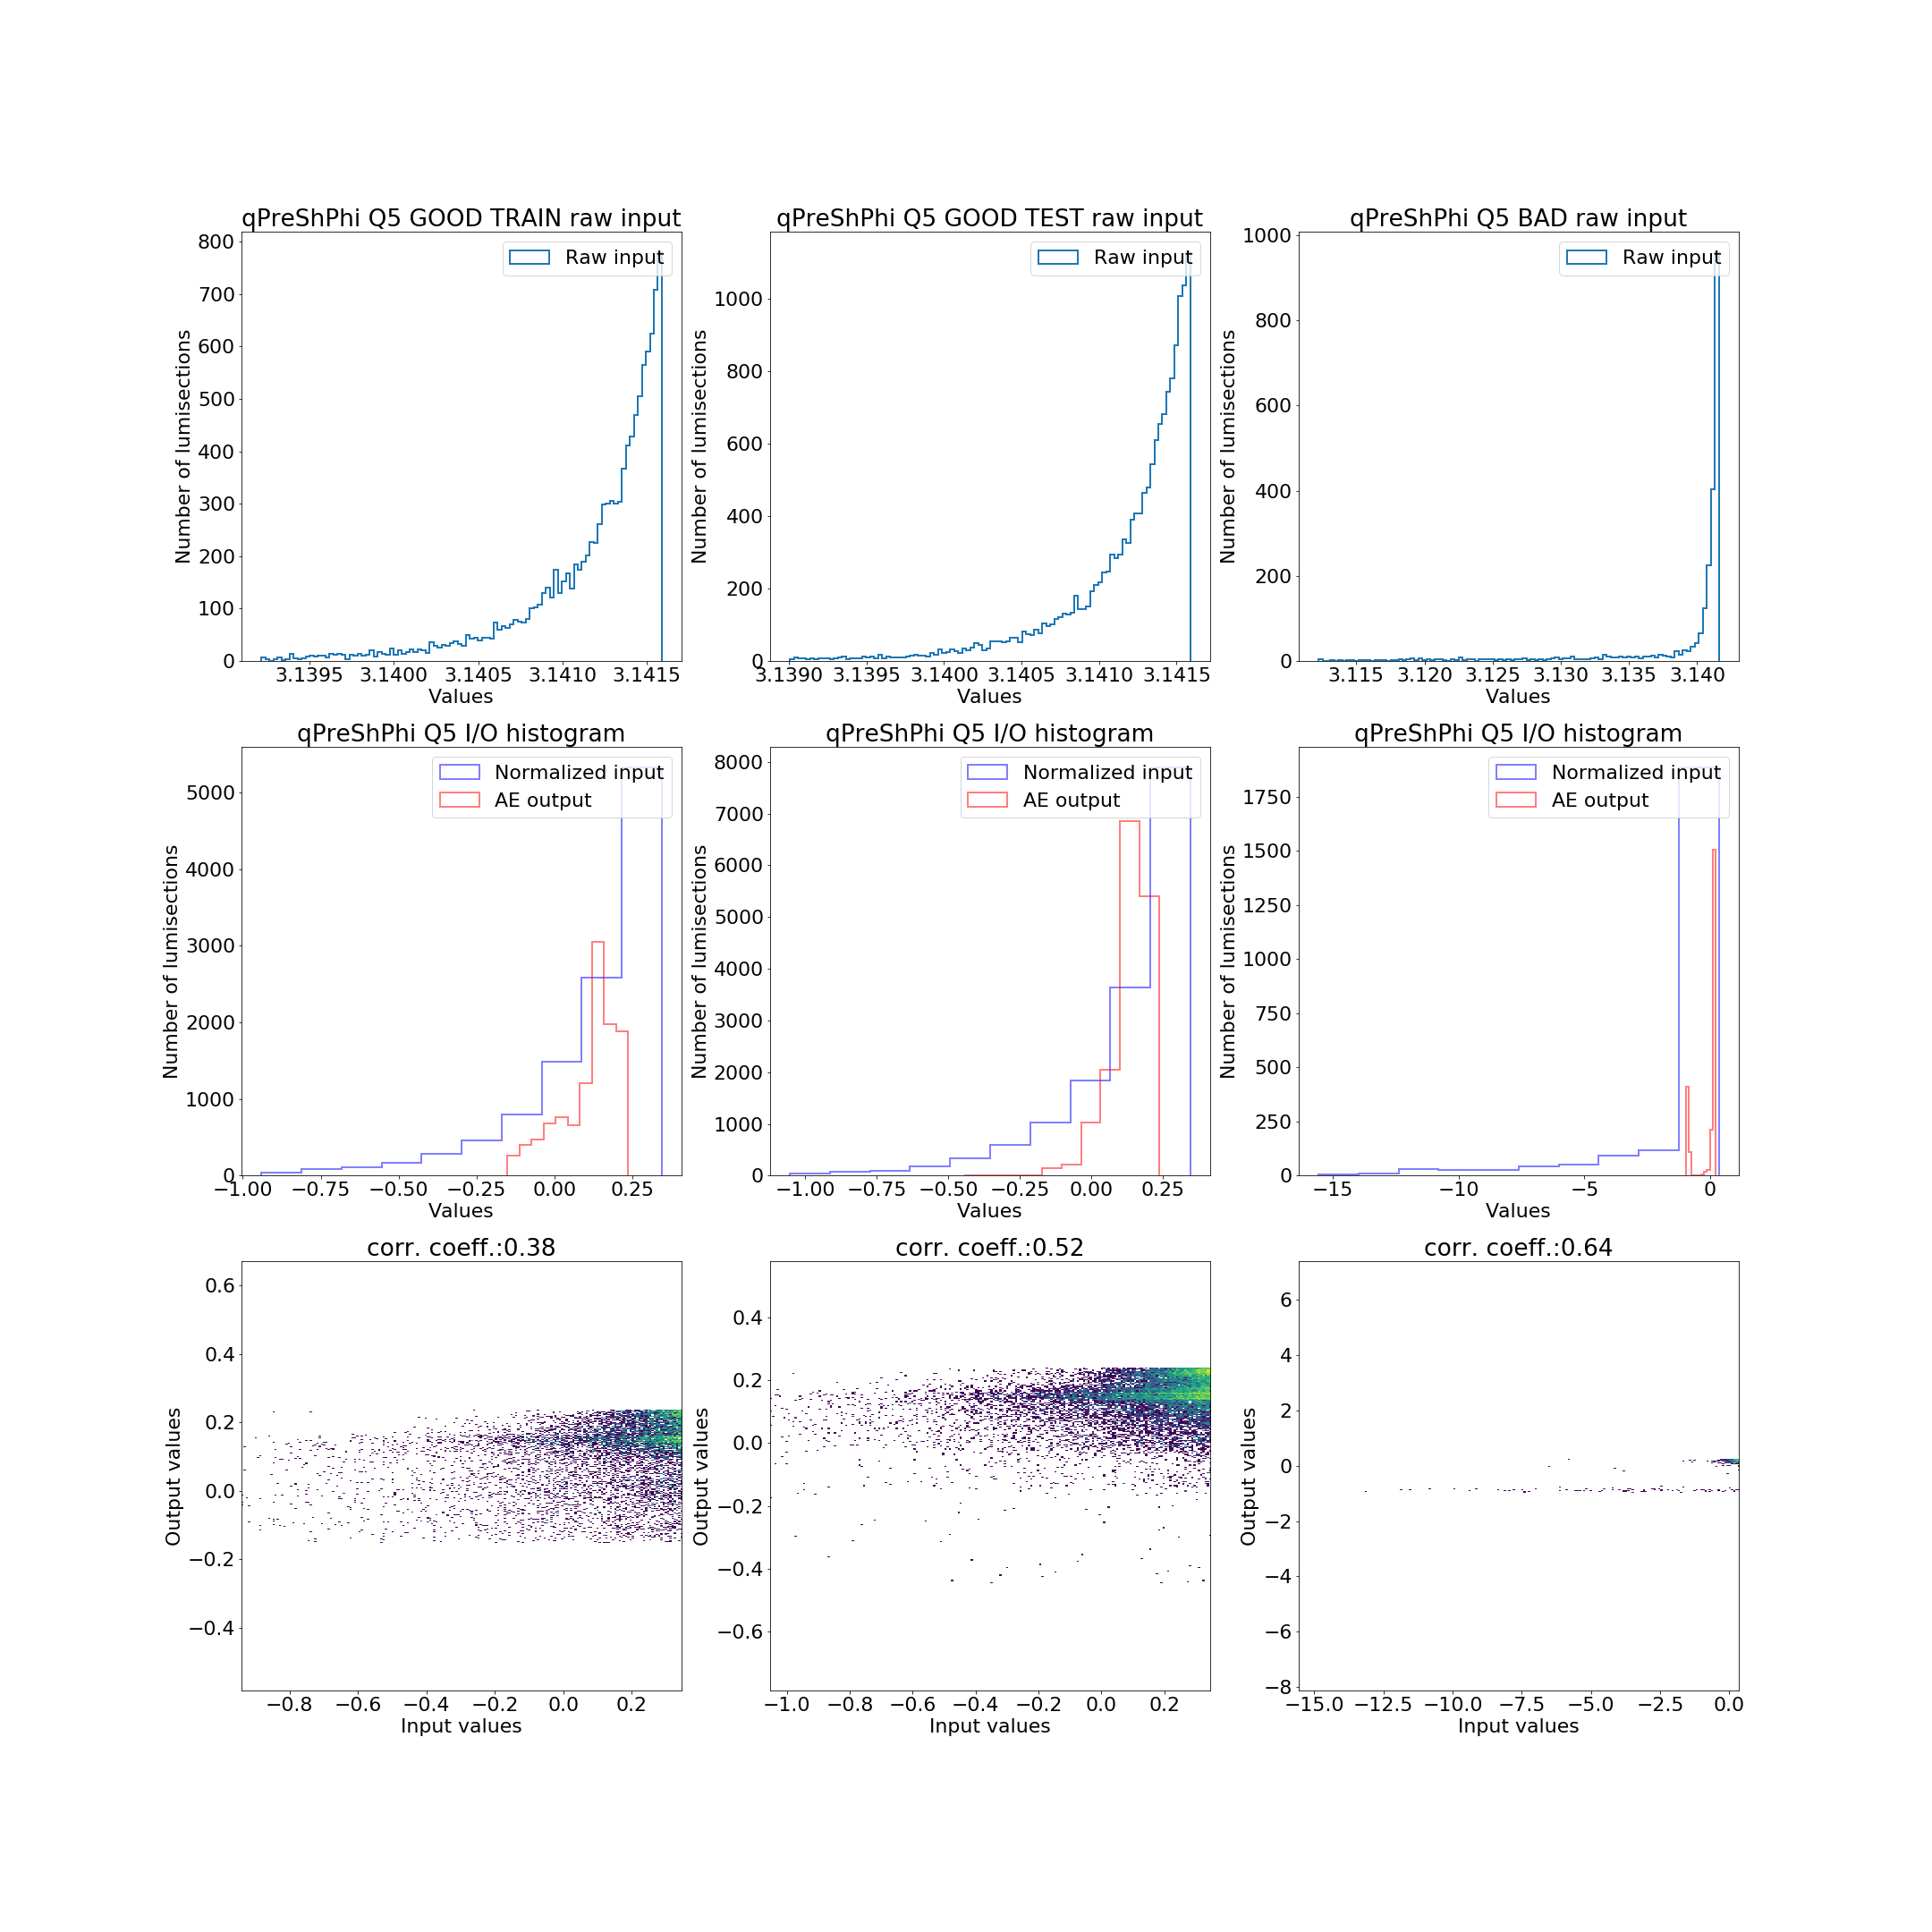 qPreShPhi Q5 GOOD TRAIN raw input
Raw input
800
700
600
500
400
300
200
100
0
Number of lumisections
3.1395 3.1400 3.1405 3.1410 3.1415
Values
qPreShPhi Q5 GOOD TEST raw input
Raw input
1000
800
600
400
200
0
Number of lumisections
3.1390 3.1395 3.1400 3.1405 3.1410 3.1415
Values
qPreShPhi Q5 BAD raw input
Raw input
1000
800
600
400
200
0
Number of lumisections
3.115 3.120 3.125 3.130 3.135 3.140
Values
qPreShPhi Q5 I/O histogram
Normalized input
AE output
5000
4000
3000
2000
1000
0
Number of lumisections
−1.00 −0.75 −0.50 −0.25 0.00 0.25
Values
qPreShPhi Q5 I/O histogram
Normalized input
AE output
8000
7000
6000
5000
4000
3000
2000
1000
0
Number of lumisections
−1.00 −0.75 −0.50 −0.25 0.00 0.25
Values
qPreShPhi Q5 I/O histogram
Normalized input
AE output
1750
1500
1250
1000
750
500
250
0
Number of lumisections
−15 −10 −5 0
Values
corr. coeff.:0.38
0.6
0.4
0.2
0.0
−0.2
−0.4
Output values
−0.8 −0.6 −0.4 −0.2 0.0 0.2
Input values
corr. coeff.:0.52
0.4
0.2
0.0
−0.2
−0.4
−0.6
Output values
−1.0 −0.8 −0.6 −0.4 −0.2 0.0 0.2
Input values
corr. coeff.:0.64
6
4
2
0
−2
−4
−6
−8
Output values
−15.0 −12.5 −10.0 −7.5 −5.0 −2.5 0.0
Input values